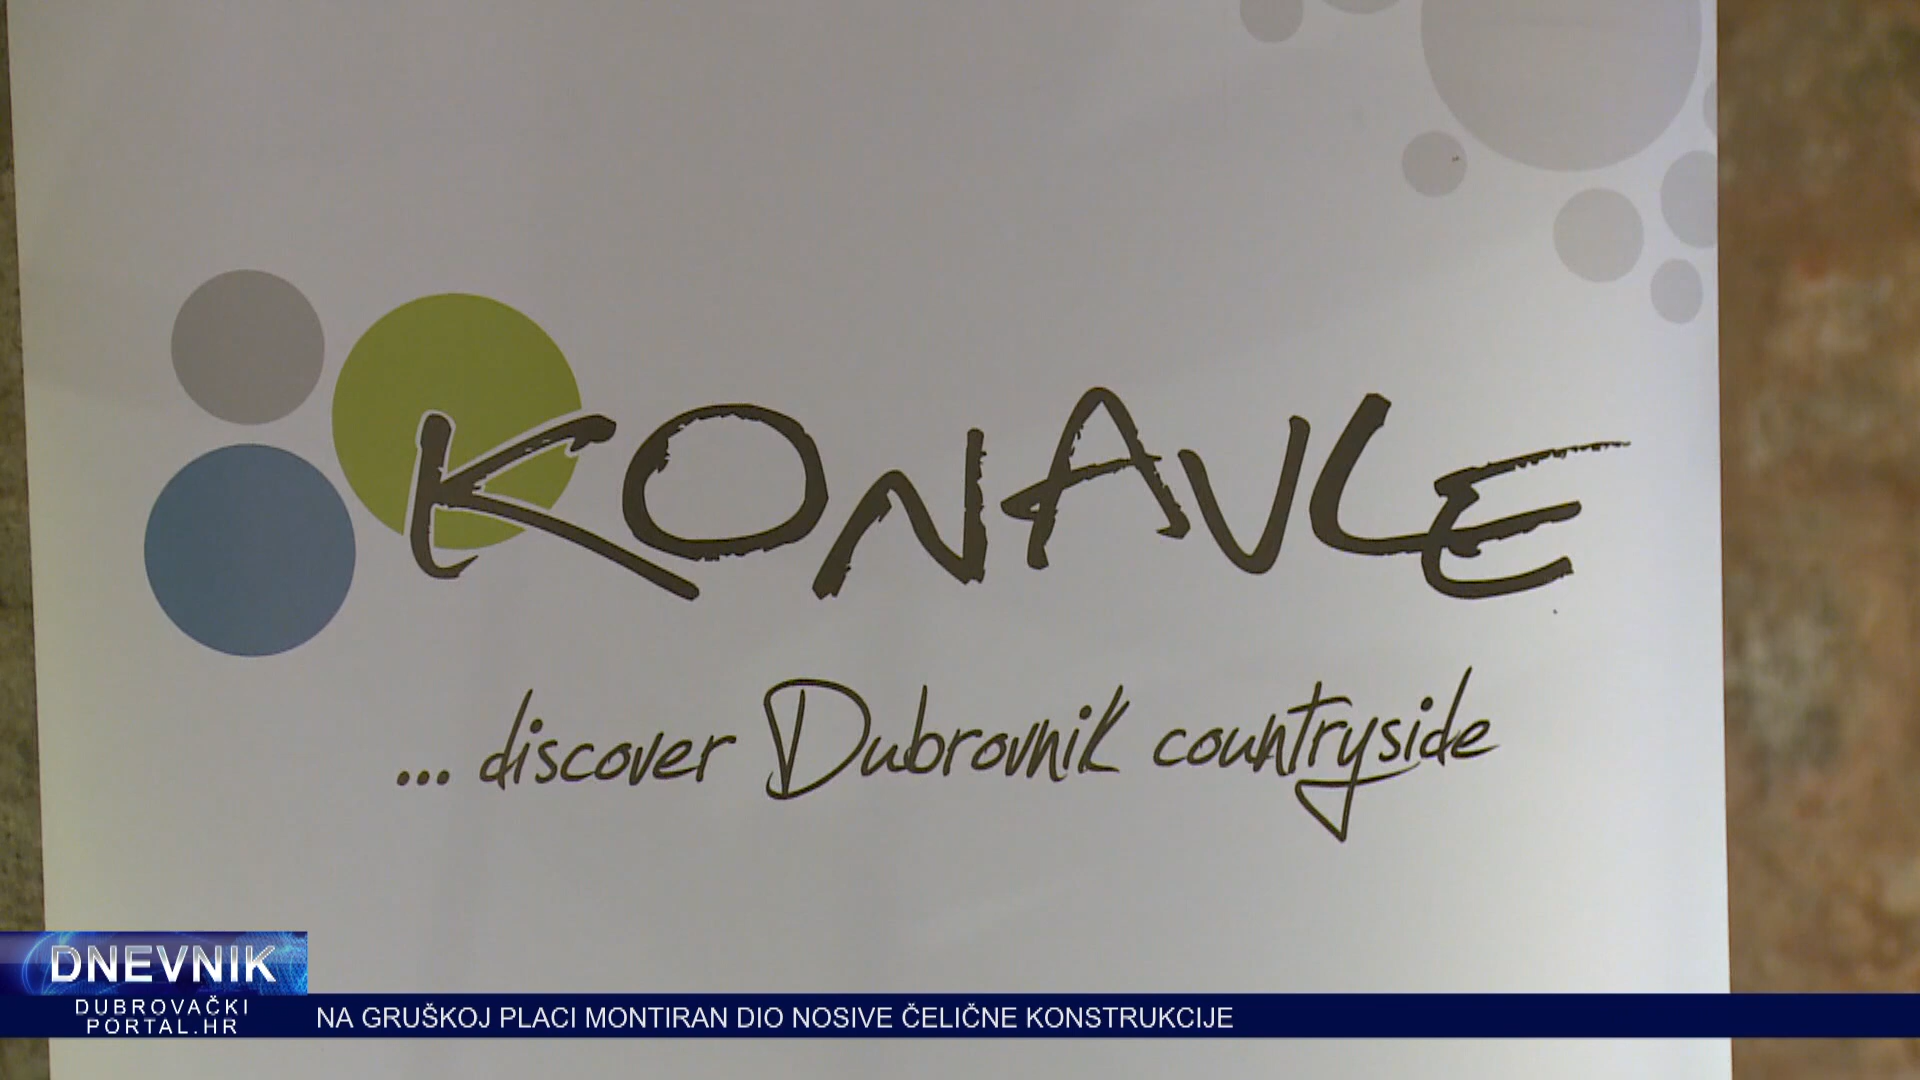 KONAVLE
... discover Dubrovnik countryside
DNEVNIK
DUBROVAČKI
PORTAL.HR
NA GRUŠKOJ PLACI MONTIRAN DIO NOSIVE ČELIČNE KONSTRUKCIJE